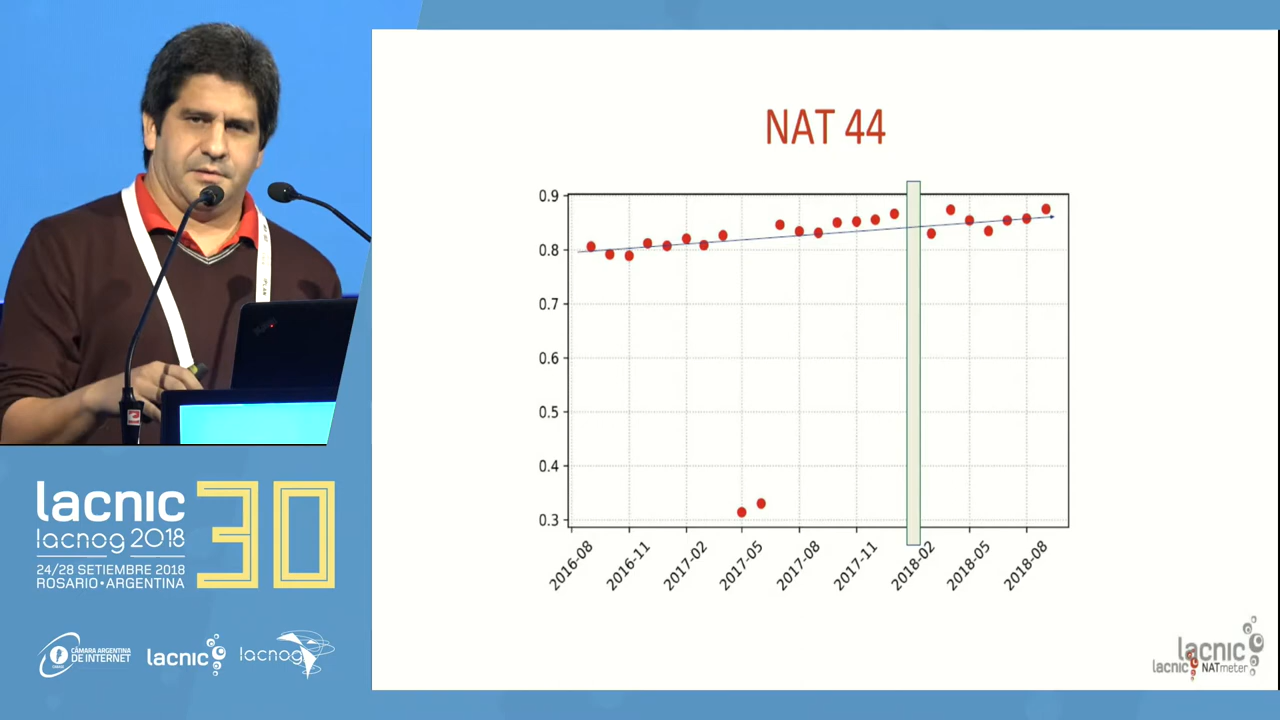 NAT 44
0.9
0.8
0.7
0.6
0.5
0.4
0.3
2016-08
2016-11
2017-02
2017-05
2017-08
2017-11
2018-02
2018-05
2018-08
lacnic 30
lacnog 2018
24/28 SETIEMBRE 2018
ROSARIO•ARGENTINA
CÁMARA ARGENTINA
DE INTERNET
lacnic
lacnog
lacnic
lacnic NATmeter